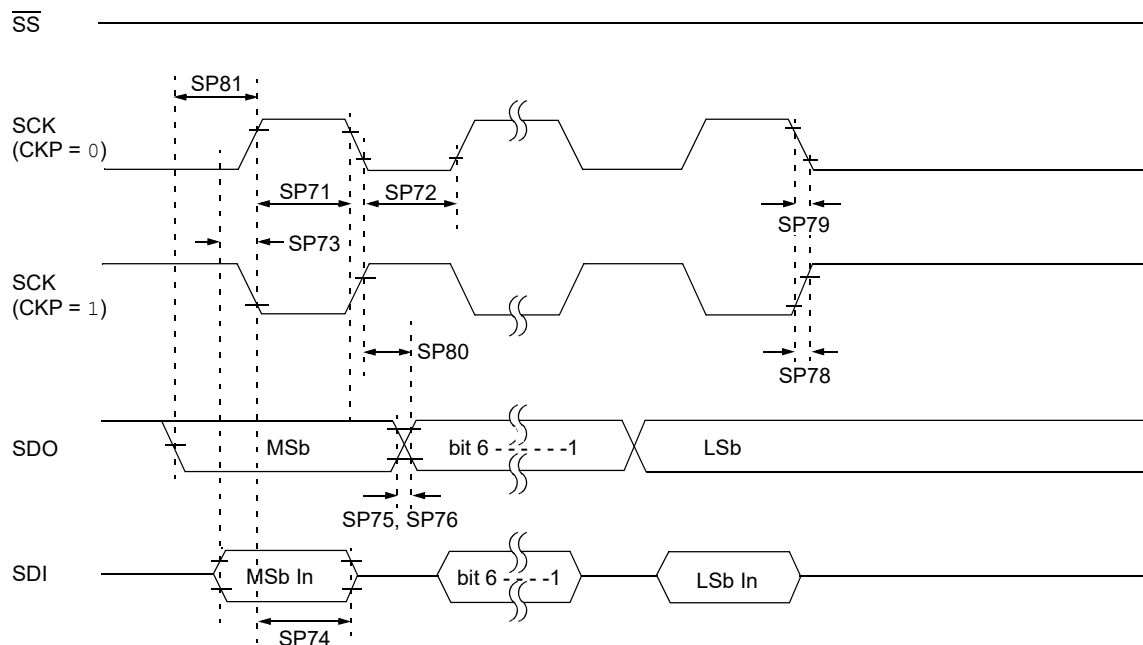 SS
SP81
SCK
(CKP = 0)
SP71
SP72
SP79
SP73
SCK
(CKP = 1)
SP80
SP78
SDO
MSb
bit 6 - - - - - -1
LSb
SP75, SP76
SDI
MSb In
bit 6 - - - - - -1
LSb In
SP74